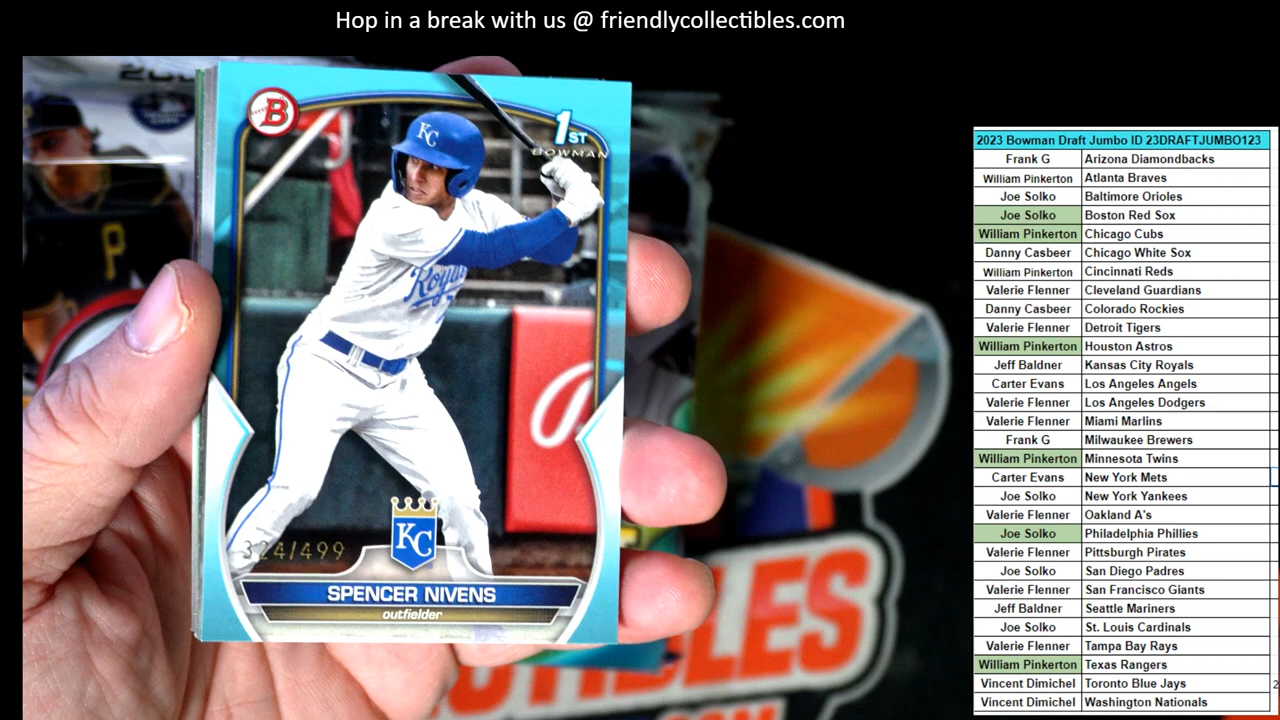 Hop in a break with us @ friendlycollectibles.com
B
1ST
BOWMAN
KC
Royals
P
KC
324/499
SPENCER NIVENS
outfielder
2023 Bowman Draft Jumbo ID 23DRAFTJUMBO123
Frank G Arizona Diamondbacks
William Pinkerton Atlanta Braves
Joe Solko Baltimore Orioles
Joe Solko Boston Red Sox
William Pinkerton Chicago Cubs
Danny Casbeer Chicago White Sox
William Pinkerton Cincinnati Reds
Valerie Flenner Cleveland Guardians
Danny Casbeer Colorado Rockies
Valerie Flenner Detroit Tigers
William Pinkerton Houston Astros
Jeff Baldner Kansas City Royals
Carter Evans Los Angeles Angels
Valerie Flenner Los Angeles Dodgers
Valerie Flenner Miami Marlins
Frank G Milwaukee Brewers
William Pinkerton Minnesota Twins
Carter Evans New York Mets
Joe Solko New York Yankees
Valerie Flenner Oakland A's
Joe Solko Philadelphia Phillies
Valerie Flenner Pittsburgh Pirates
Joe Solko San Diego Padres
Valerie Flenner San Francisco Giants
Jeff Baldner Seattle Mariners
Joe Solko St. Louis Cardinals
Valerie Flenner Tampa Bay Rays
William Pinkerton Texas Rangers
Vincent Dimichel Toronto Blue Jays
Vincent Dimichel Washington Nationals